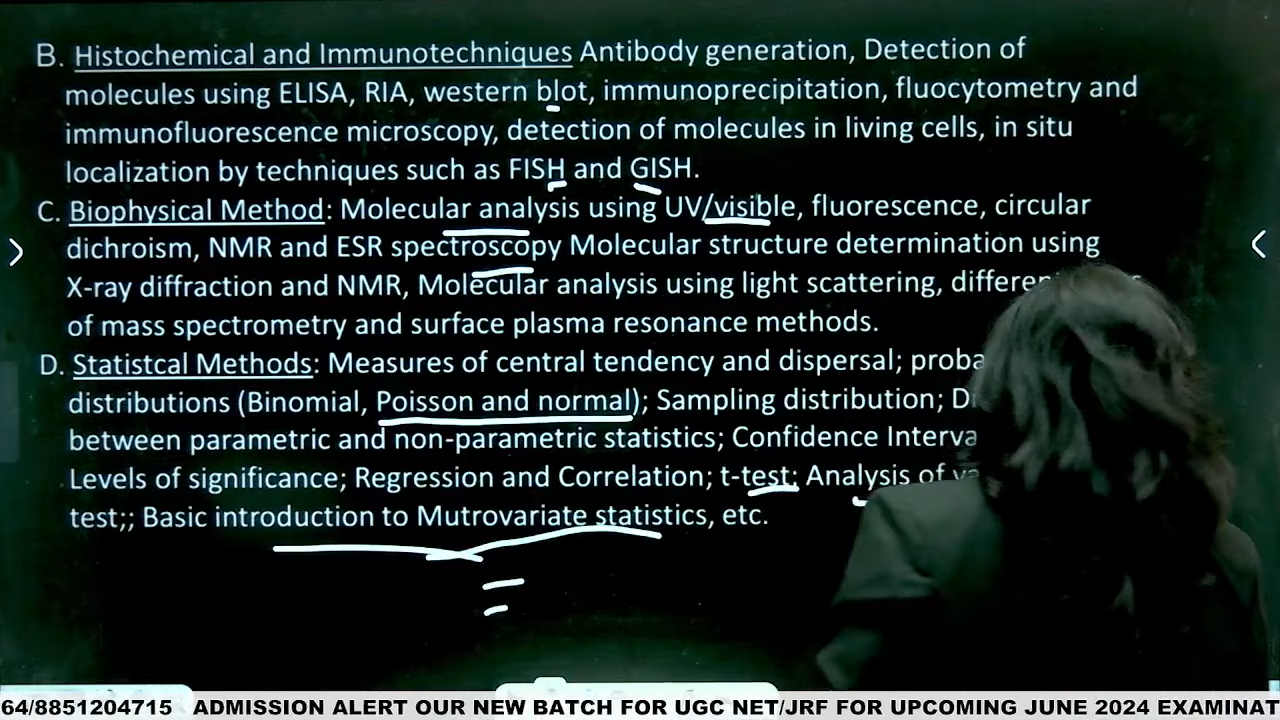 B. Histochemical and Immunotechniques Antibody generation, Detection of
molecules using ELISA, RIA, western blot, immunoprecipitation, fluocytometry and
immunofluorescence microscopy, detection of molecules in living cells, in situ
localization by techniques such as FISH and GISH.
C. Biophysical Method: Molecular analysis using UV/visible, fluorescence, circular
dichroism, NMR and ESR spectroscopy Molecular structure determination using
X-ray diffraction and NMR, Molecular analysis using light scattering,
of mass spectrometry and surface plasma resonance methods.
D. Statistcal Methods: Measures of central tendency and dispersal;
distributions (Binomial, Poisson and normal); Sampling distribution;
between parametric and non-parametric statistics; Confidence
Levels of significance; Regression and Correlation; t-test; Analysis of
test;; Basic introduction to Mutrovariate statistics, etc.
64/8851204715 ADMISSION ALERT OUR NEW BATCH FOR UGC NET/JRF FOR UPCOMING JUNE 2024 EXAMINAT